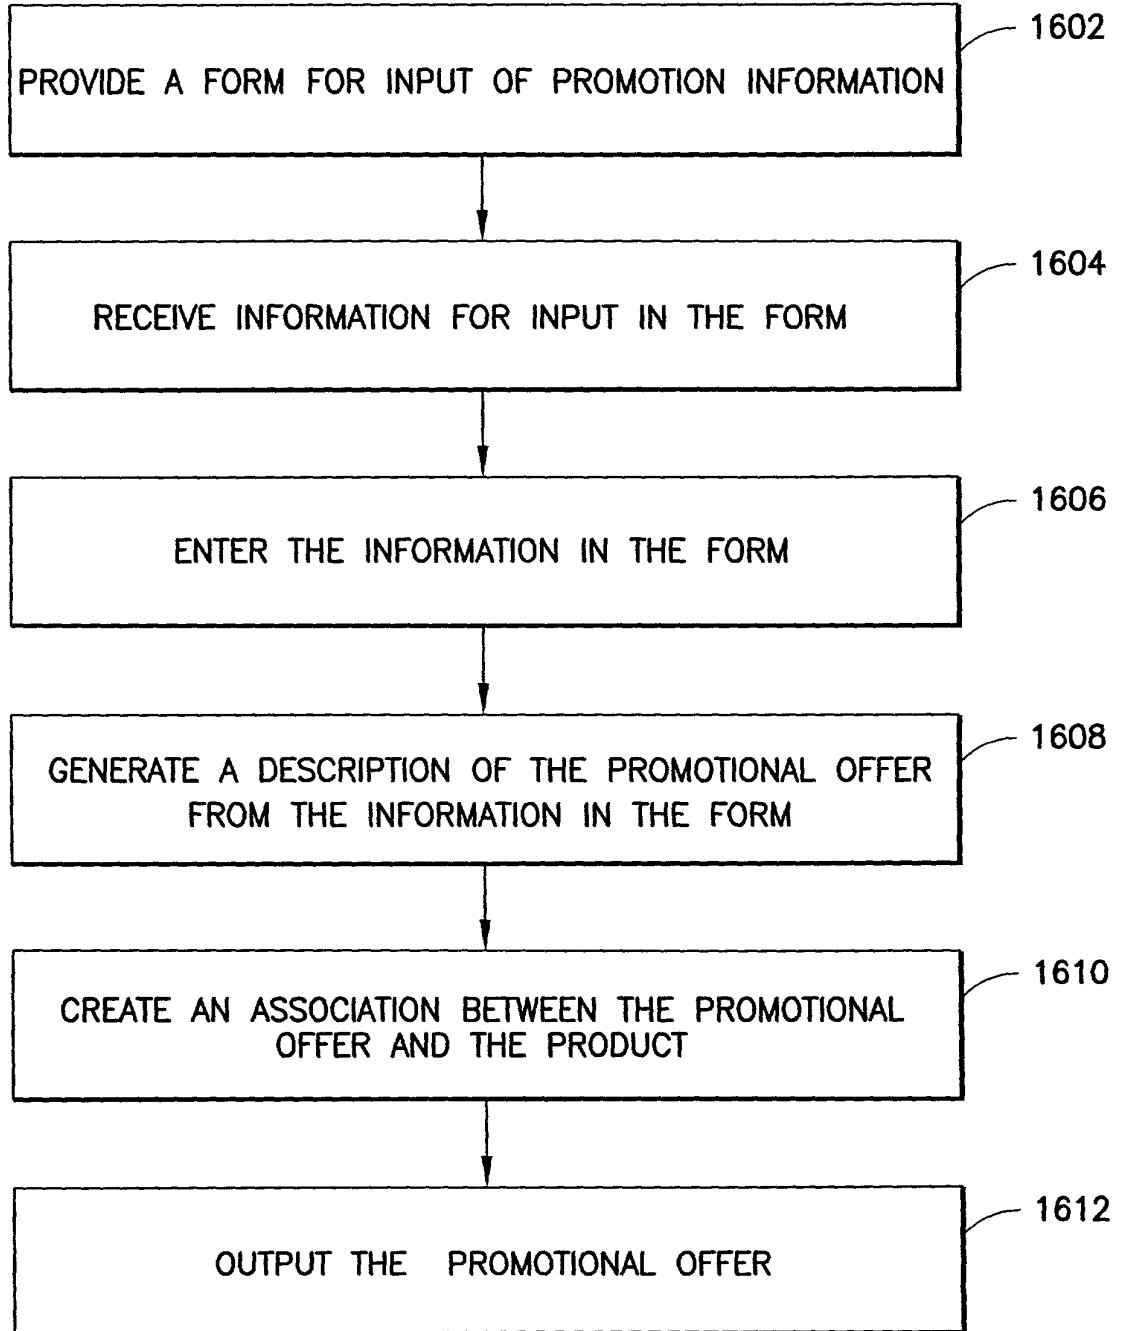 1602
PROVIDE A FORM FOR INPUT OF PROMOTION INFORMATION
1604
RECEIVE INFORMATION FOR INPUT IN THE FORM
1606
ENTER THE INFORMATION IN THE FORM
1608
GENERATE A DESCRIPTION OF THE PROMOTIONAL OFFER
FROM THE INFORMATION IN THE FORM
1610
CREATE AN ASSOCIATION BETWEEN THE PROMOTIONAL
OFFER AND THE PRODUCT
1612
OUTPUT THE PROMOTIONAL OFFER